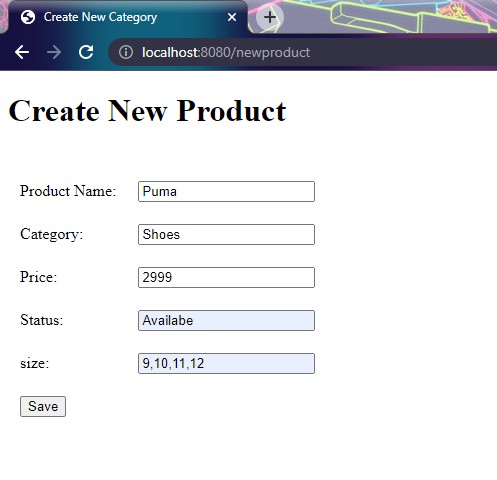 Create New Category
localhost:8080/newproduct
Create New Product
Product Name: Puma
Category: Shoes
Price: 2999
Status: Availabe
size: 9,10,11,12
Save